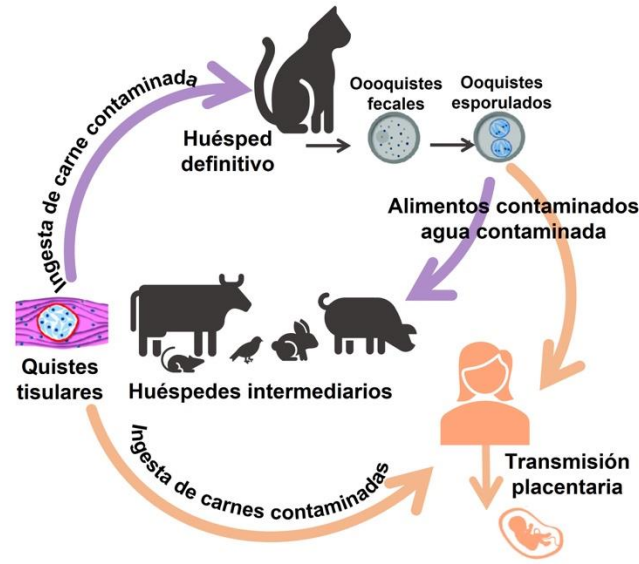 Ingesta de carne contaminada
Huésped
definitivo
Oooquistes
fecales
Ooquistes
esporulados
Alimentos contaminados
agua contaminada
Quistes
tisulares
Huéspedes intermediarios
Ingesta de carnes contaminadas
Transmisión
placentaria